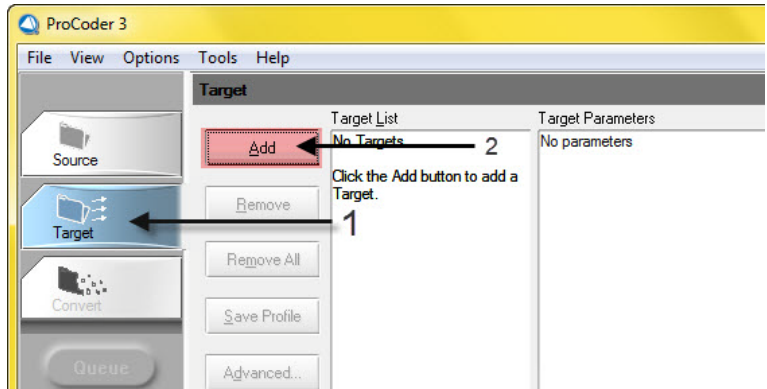 ProCoder 3
File View Options Tools Help
Target
Target List
Target Parameters
Source
Add
No Targets
2
No parameters
Click the Add button to add a
Target.
Target
Remove
1
Remove All
Convert
Save Profile
Queue
Advanced...